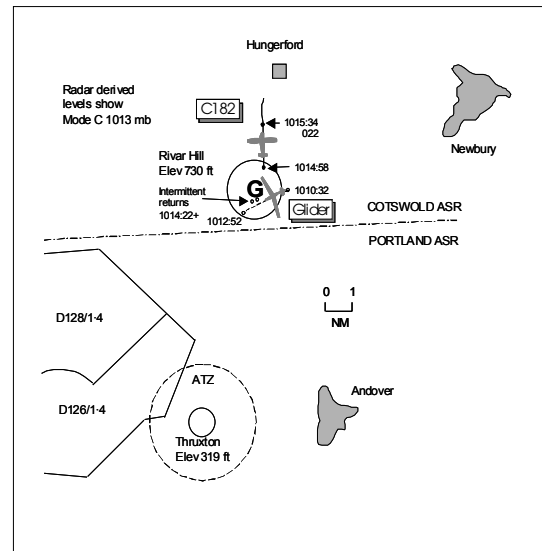 Hungerford
Radar derived
levels show
Mode C 1013 mb
C182
1015:34
022
Newbury
Rivar Hill
Elev 730 ft
1014:58
G
Intermittent
returns
1014:22+
1010:32
Glider
1012:52
COTSWOLD ASR
PORTLAND ASR
D128/1·4
0 1
NM
ATZ
D126/1·4
Andover
Thruxton
Elev 319 ft